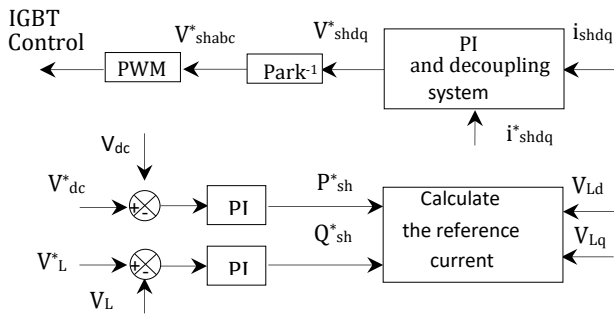 IGBT
Control
V*shabc
V*shdq
ishdq
PWM
Park-1
PI
and decoupling
system
i*shdq
Vdc
V*dc
+
-
PI
P*sh
Calculate
the reference
current
VLd
VLq
Q*sh
V*L
+
-
PI
VL